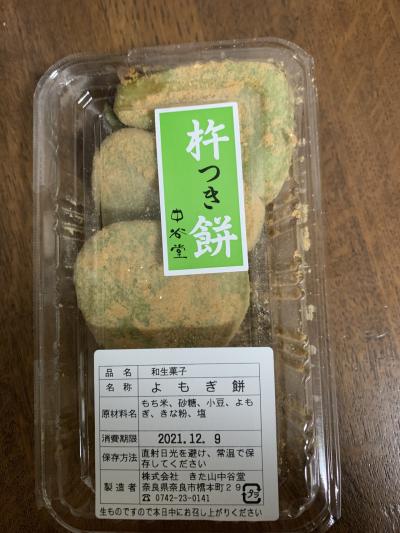 杵つき餅
中谷堂
品名 和生菓子
名称 よもぎ餅
原材料名 もち米、砂糖、小豆、よも
ぎ、きな粉、塩
消費期限 2021.12. 9
保存方法 直射日光を避け、常温で保
存してください
製造者 株式会社 きた山中谷堂
奈良県奈良市橋本町29
☎ 0742-23-0141
プラ
生ものですので本日中にお召し上がりください